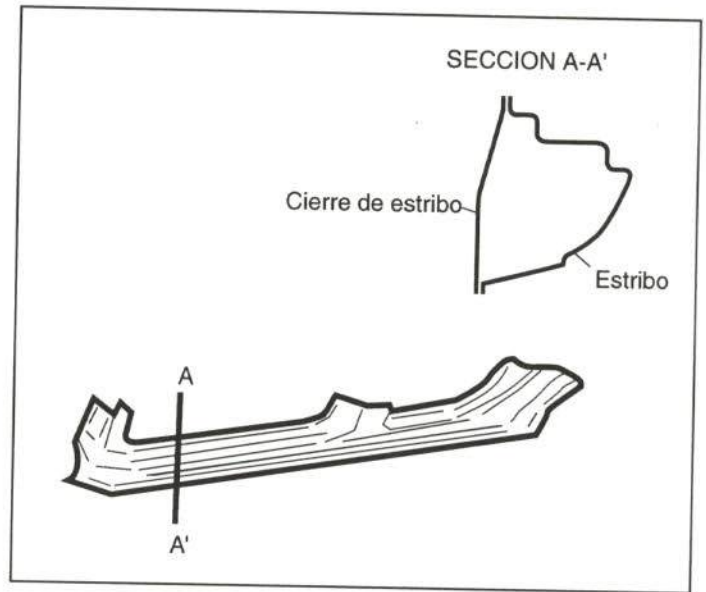 SECCION A-A'
Cierre de estribo
Estribo
A
A'